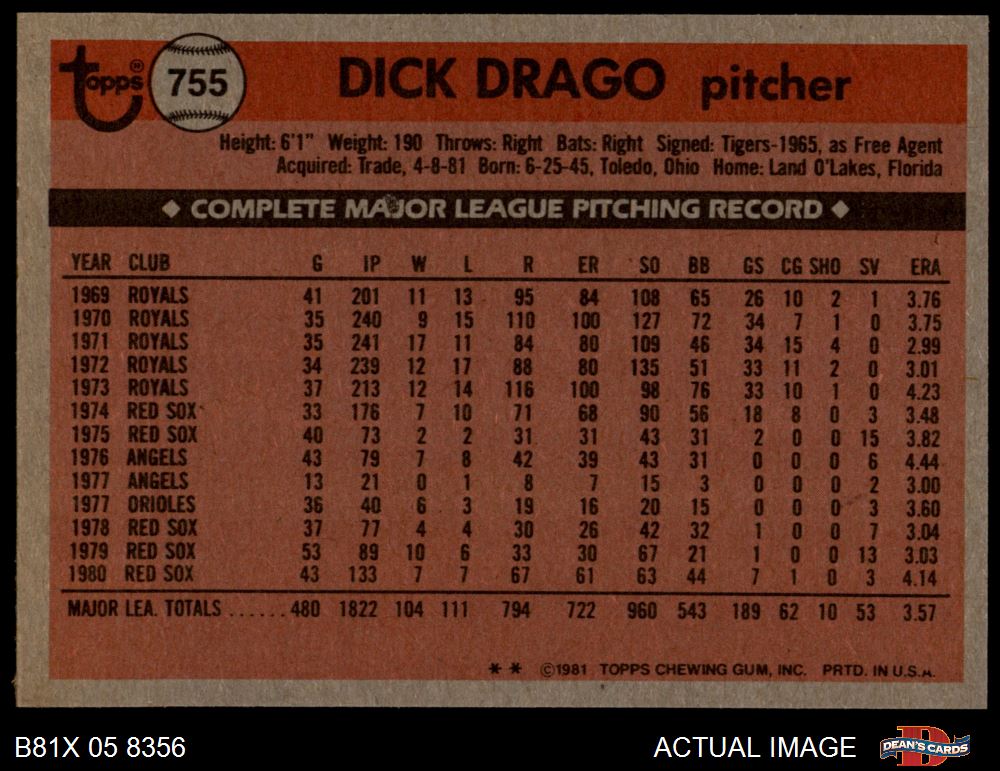 topps® 755 DICK DRAGO pitcher
Height: 6'1" Weight: 190 Throws: Right Bats: Right Signed: Tigers-1965, as Free Agent
Acquired: Trade, 4-8-81 Born: 6-25-45, Toledo, Ohio Home: Land O'Lakes, Florida
◆ COMPLETE MAJOR LEAGUE PITCHING RECORD ◆
YEAR CLUB G IP W L R ER SO BB GS CG SHO SV ERA
1969 ROYALS 41 201 11 13 95 84 108 65 26 10 2 1 3.76
1970 ROYALS 35 240 9 15 110 100 127 72 34 7 1 0 3.75
1971 ROYALS 35 241 17 11 84 80 109 46 34 15 4 0 2.99
1972 ROYALS 34 239 12 17 88 80 135 51 33 11 2 0 3.01
1973 ROYALS 37 213 12 14 116 100 98 76 33 10 1 0 4.23
1974 RED SOX 33 176 7 10 71 68 90 56 18 8 0 3 3.48
1975 RED SOX 40 73 2 2 31 31 43 31 2 0 0 15 3.82
1976 ANGELS 43 79 7 8 42 39 43 31 0 0 0 6 4.44
1977 ANGELS 13 21 0 1 8 7 15 3 0 0 0 2 3.00
1977 ORIOLES 36 40 6 3 19 16 20 15 0 0 0 3 3.60
1978 RED SOX 37 77 4 4 30 26 42 32 1 0 0 7 3.04
1979 RED SOX 53 89 10 6 33 30 67 21 1 0 0 13 3.03
1980 RED SOX 43 133 7 7 67 61 63 44 7 1 0 3 4.14
MAJOR LEA. TOTALS ...... 480 1822 104 111 794 722 960 543 189 62 10 53 3.57
** ©1981 TOPPS CHEWING GUM, INC. PRTD. IN U.S.A.
B81X 05 8356 ACTUAL IMAGE DEAN'S CARDS